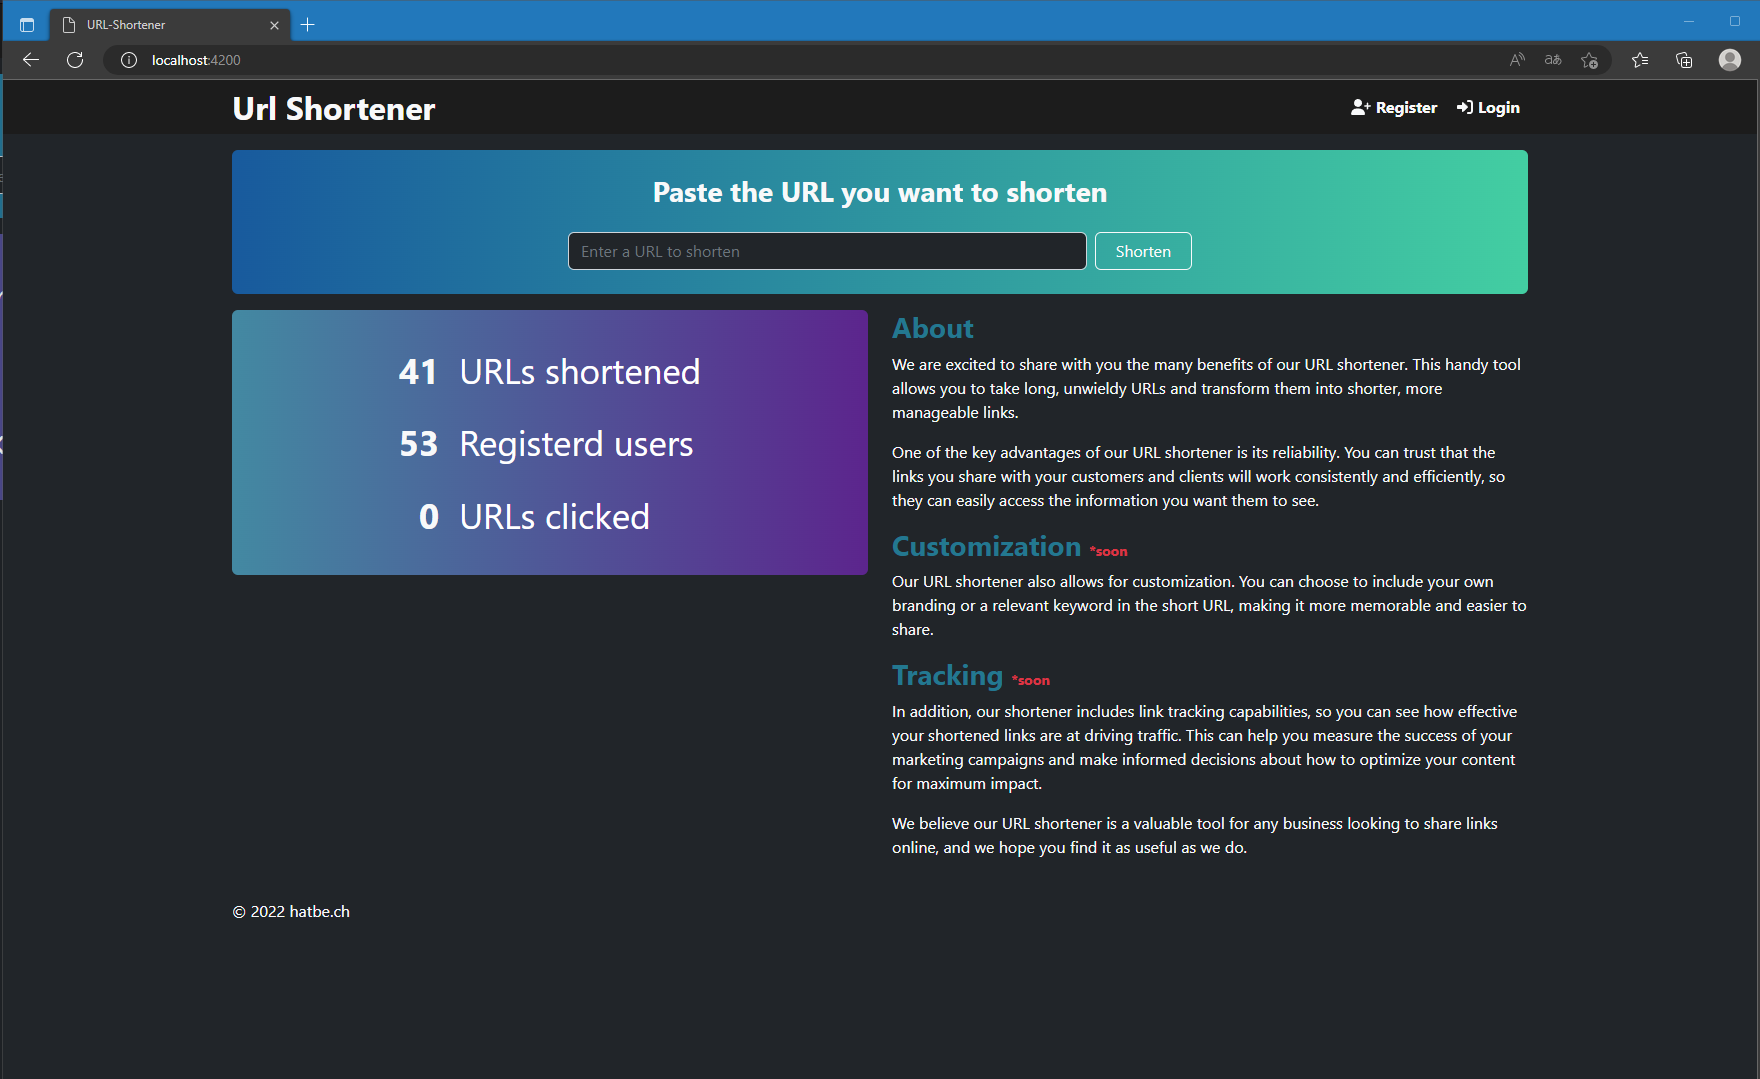 URL-Shortener
localhost:4200
Url Shortener
Register
Login
Paste the URL you want to shorten
Enter a URL to shorten
Shorten
41 URLs shortened
53 Registerd users
0 URLs clicked
About
We are excited to share with you the many benefits of our URL shortener. This handy tool
allows you to take long, unwieldy URLs and transform them into shorter, more
manageable links.
One of the key advantages of our URL shortener is its reliability. You can trust that the
links you share with your customers and clients will work consistently and efficiently, so
they can easily access the information you want them to see.
Customization *soon
Our URL shortener also allows for customization. You can choose to include your own
branding or a relevant keyword in the short URL, making it more memorable and easier to
share.
Tracking *soon
In addition, our shortener includes link tracking capabilities, so you can see how effective
your shortened links are at driving traffic. This can help you measure the success of your
marketing campaigns and make informed decisions about how to optimize your content
for maximum impact.
We believe our URL shortener is a valuable tool for any business looking to share links
online, and we hope you find it as useful as we do.
© 2022 hatbe.ch